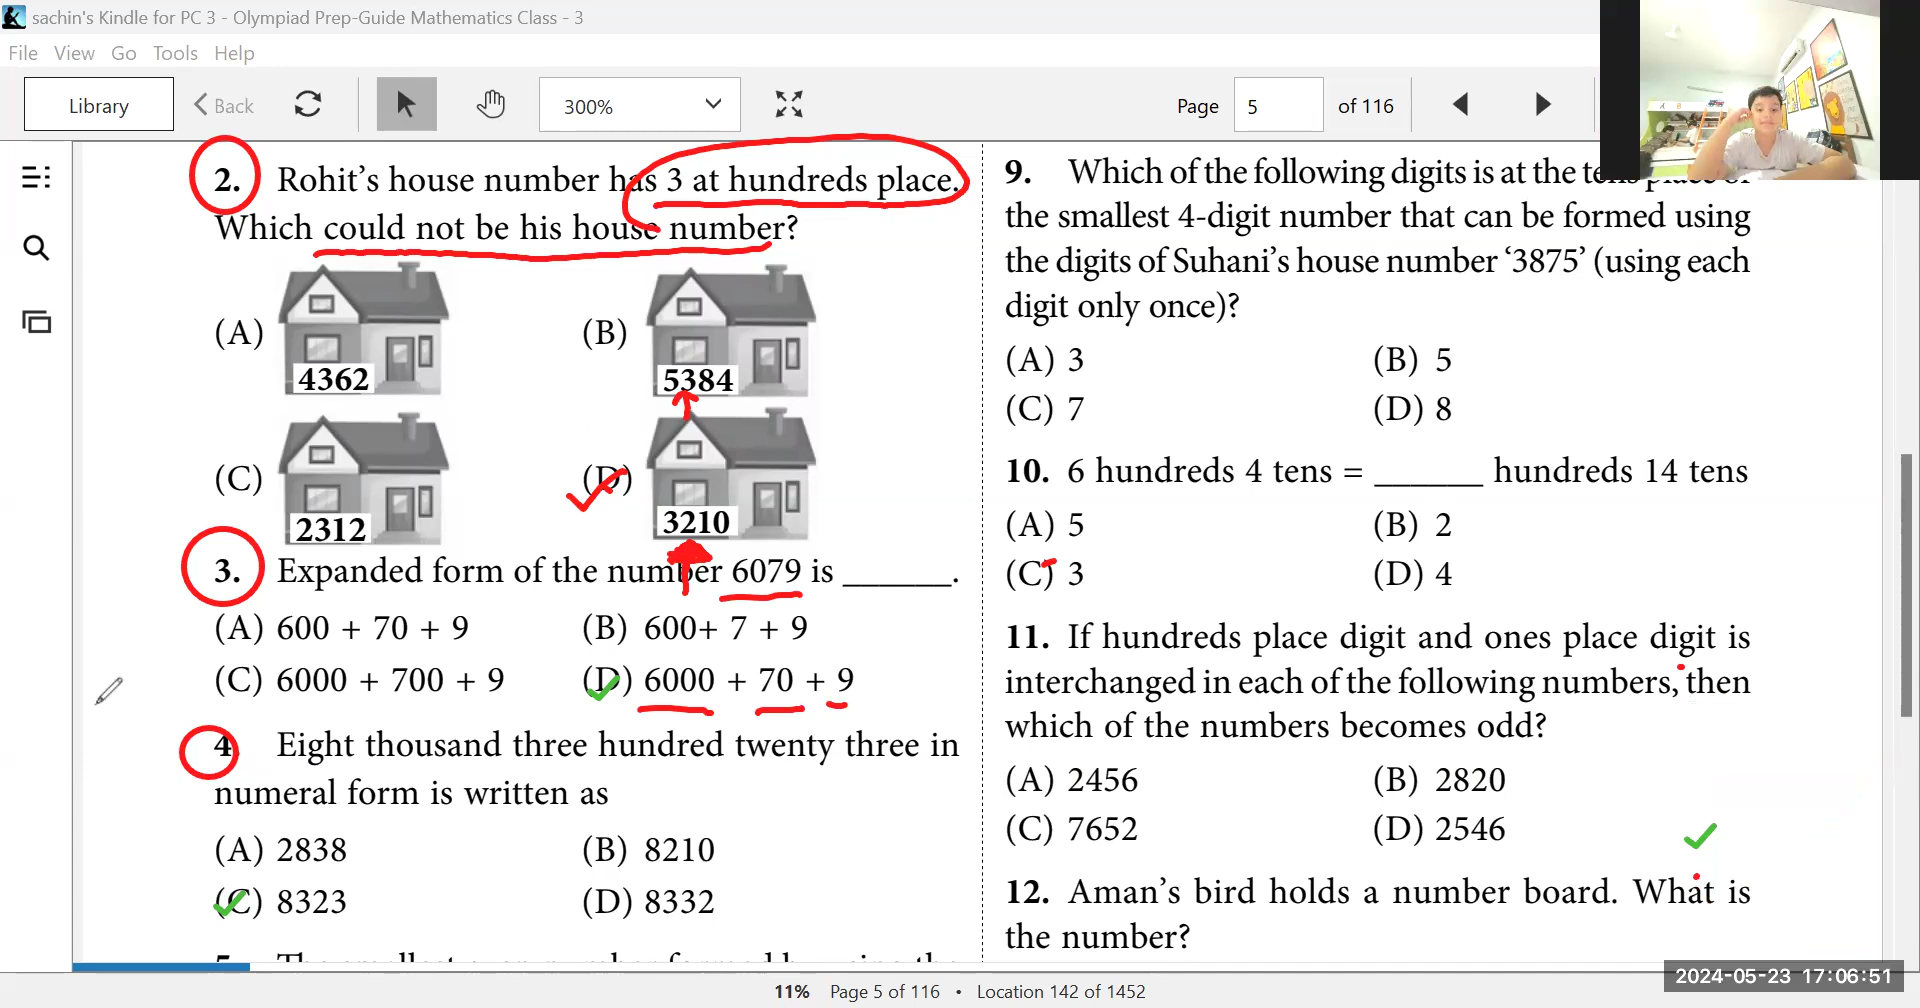 sachin's Kindle for PC 3 - Olympiad Prep-Guide Mathematics Class - 3
File View Go Tools Help
Library
Back
300%
Page 5 of 116
2. Rohit’s house number has 3 at hundreds place.
Which could not be his house number?
(A) 4362
(B) 5384
(C) 2312
(D) 3210
3. Expanded form of the number 6079 is ______.
(A) 600 + 70 + 9
(B) 600+ 7 + 9
(C) 6000 + 700 + 9
(D) 6000 + 70 + 9
4. Eight thousand three hundred twenty three in
numeral form is written as
(A) 2838
(B) 8210
(C) 8323
(D) 8332
9. Which of the following digits is at the tens place of
the smallest 4-digit number that can be formed using
the digits of Suhani’s house number ‘3875’ (using each
digit only once)?
(A) 3
(B) 5
(C) 7
(D) 8
10. 6 hundreds 4 tens = ______ hundreds 14 tens
(A) 5
(B) 2
(C) 3
(D) 4
11. If hundreds place digit and ones place digit is
interchanged in each of the following numbers, then
which of the numbers becomes odd?
(A) 2456
(B) 2820
(C) 7652
(D) 2546
12. Aman’s bird holds a number board. What is
the number?
11% Page 5 of 116 • Location 142 of 1452
2024-05-23 17:06:51